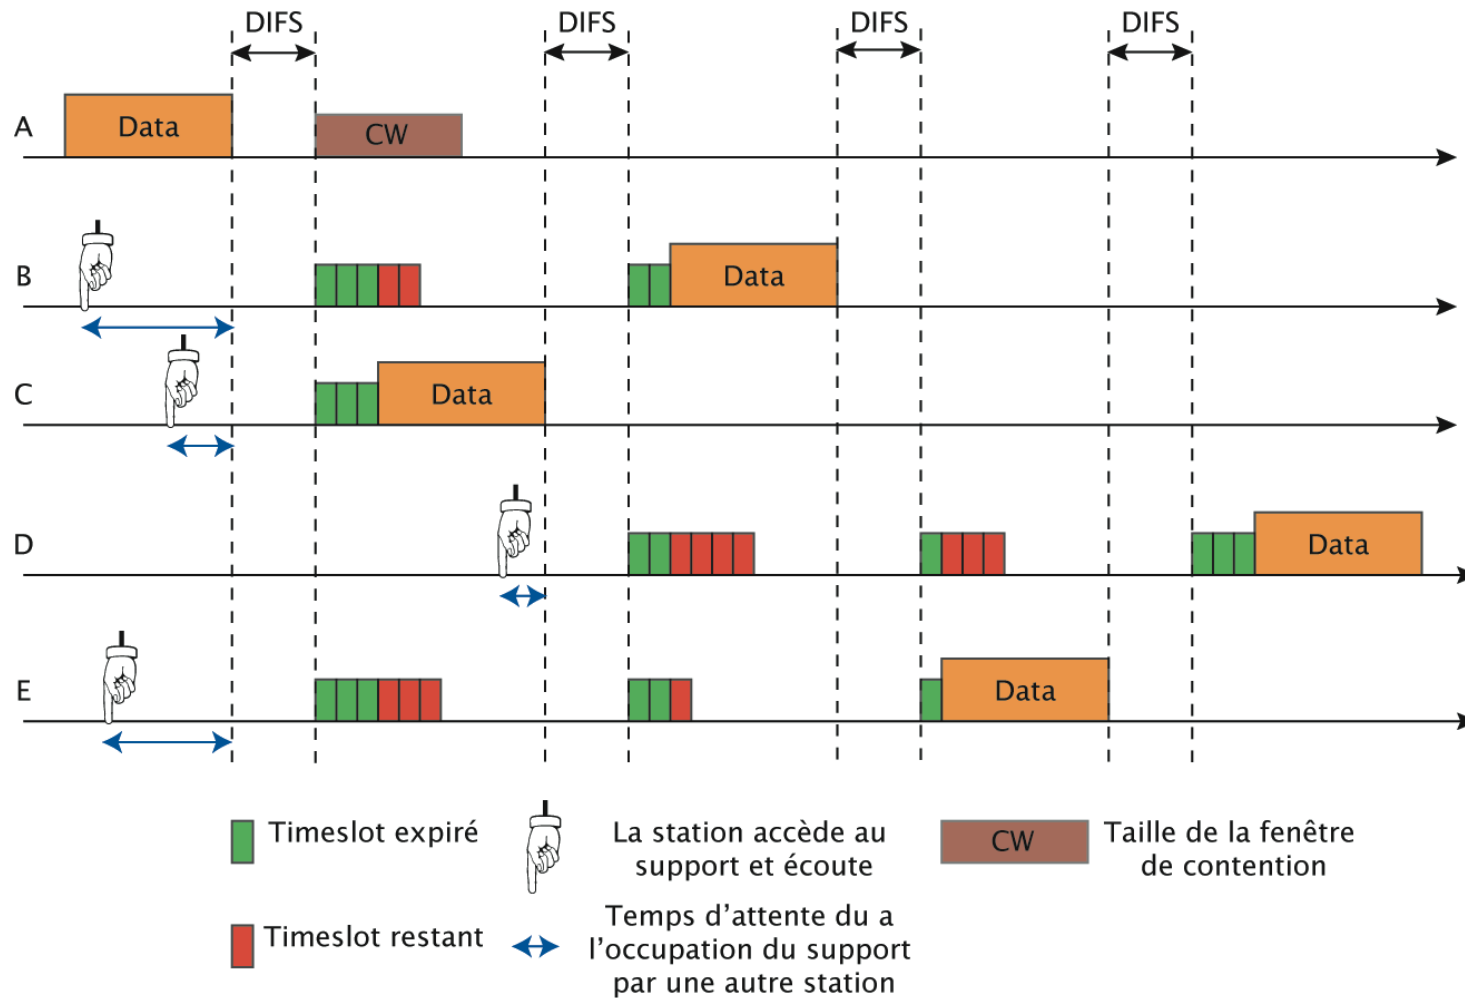 DIFS DIFS DIFS DIFS
A Data CW
B Data
C Data
D Data
E Data
Timeslot expiré
La station accède au
support et écoute
CW
Taille de la fenêtre
de contention
Timeslot restant
Temps d'attente du a
l'occupation du support
par une autre station